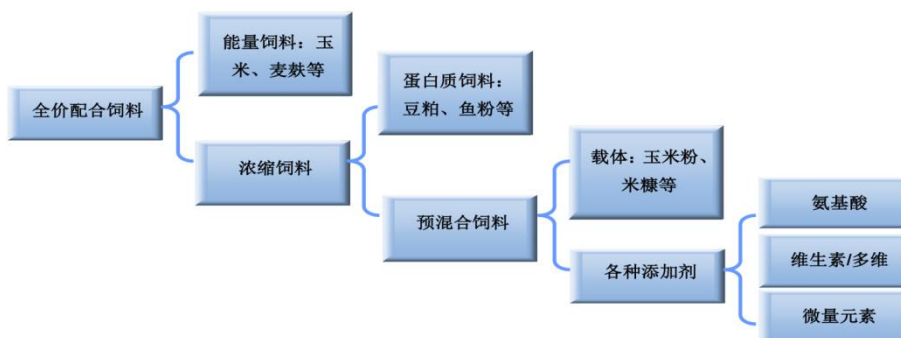 全价配合饲料
能量饲料：玉
米、麦麸等
浓缩饲料
蛋白质饲料：
豆粕、鱼粉等
预混合饲料
载体：玉米粉、
米糠等
各种添加剂
氨基酸
维生素/多维
微量元素